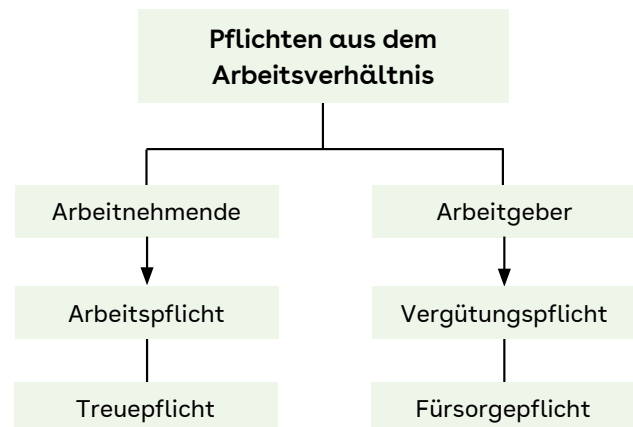 Pflichten aus dem
Arbeitsverhältnis
Arbeitnehmende
Arbeitgeber
Arbeitspflicht
Vergütungspflicht
Treuepflicht
Fürsorgepflicht